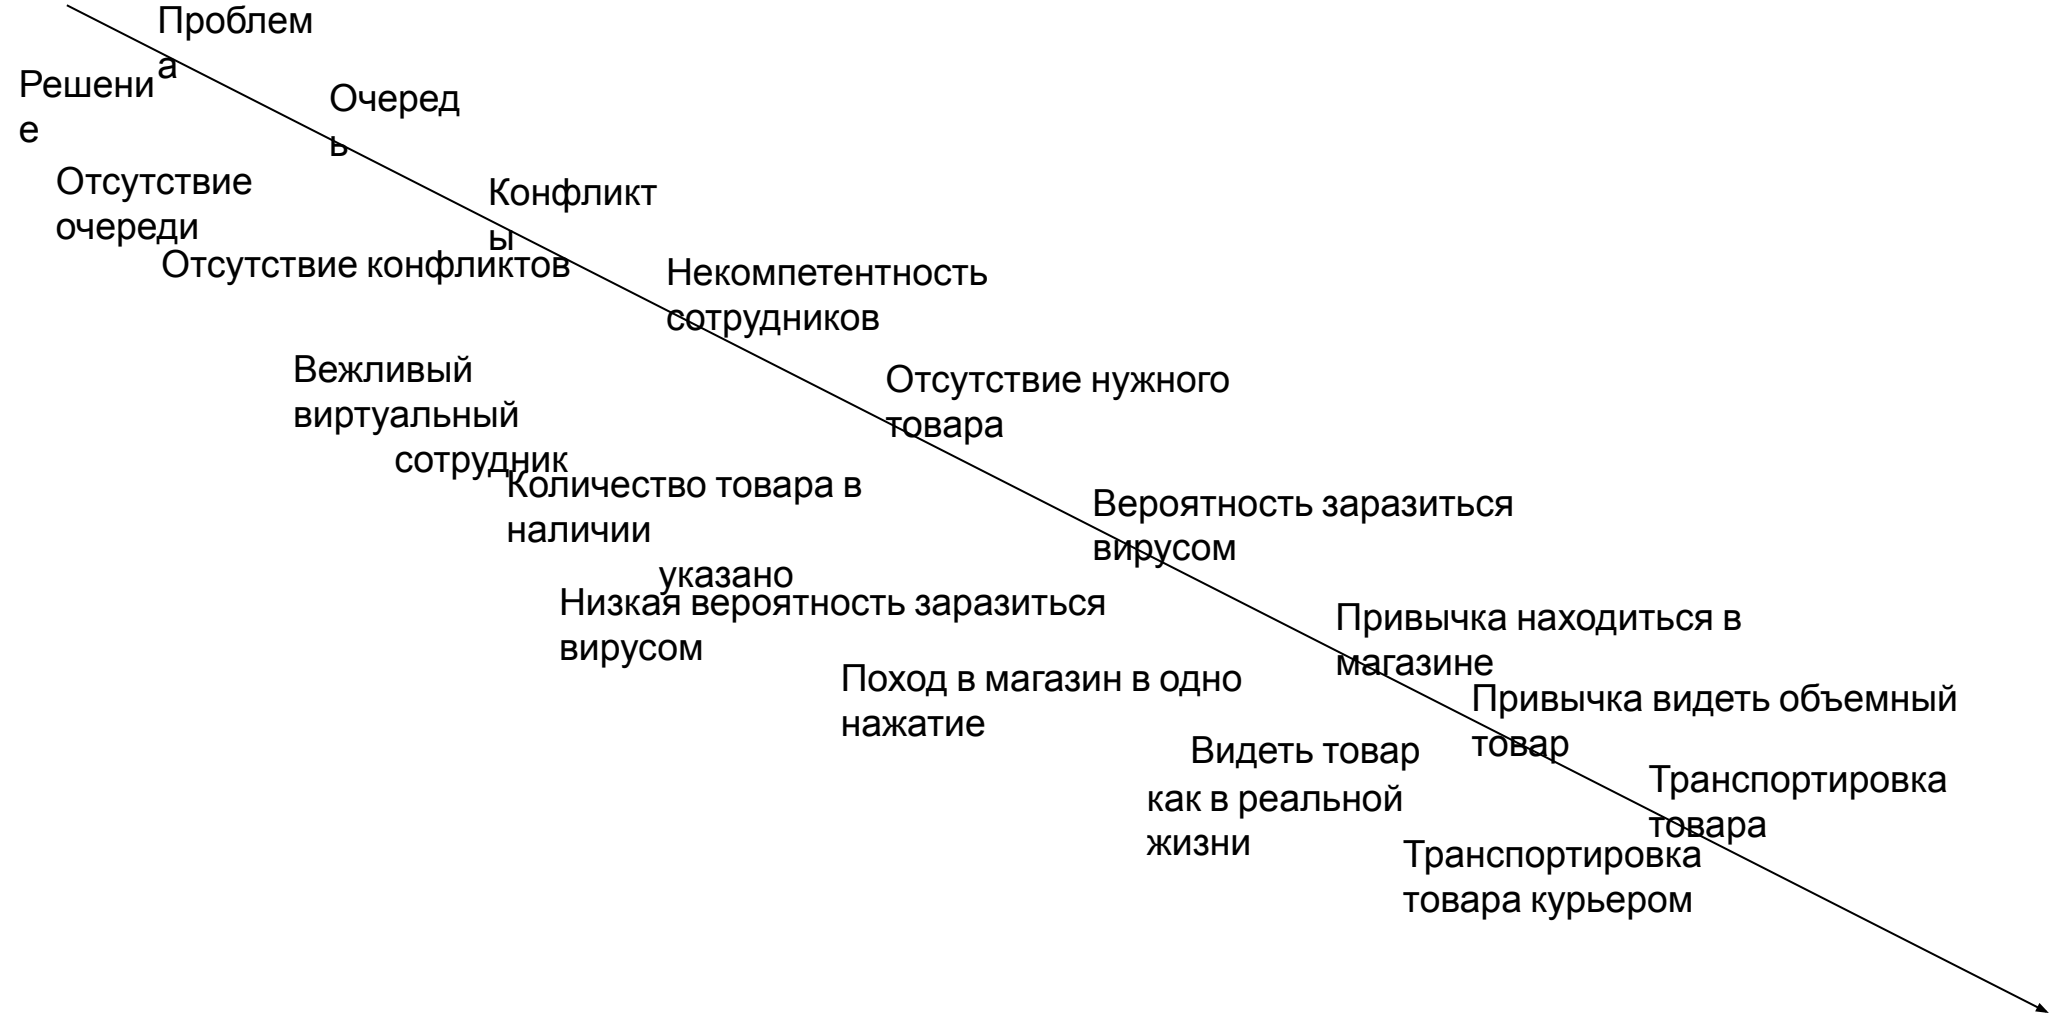 Проблем
а
Решени
е
Очеред
ь
Отсутствие
очереди
Конфликт
ы
Отсутствие конфликтов
Некомпетентность
сотрудников
Вежливый
виртуальный
сотрудник
Отсутствие нужного
товара
Количество товара в
наличии
указано
Вероятность заразиться
вирусом
Низкая вероятность заразиться
вирусом
Привычка находиться в
магазине
Поход в магазин в одно
нажатие
Привычка видеть объемный
товар
Видеть товар
как в реальной
жизни
Транспортировка
товара
Транспортировка
товара курьером